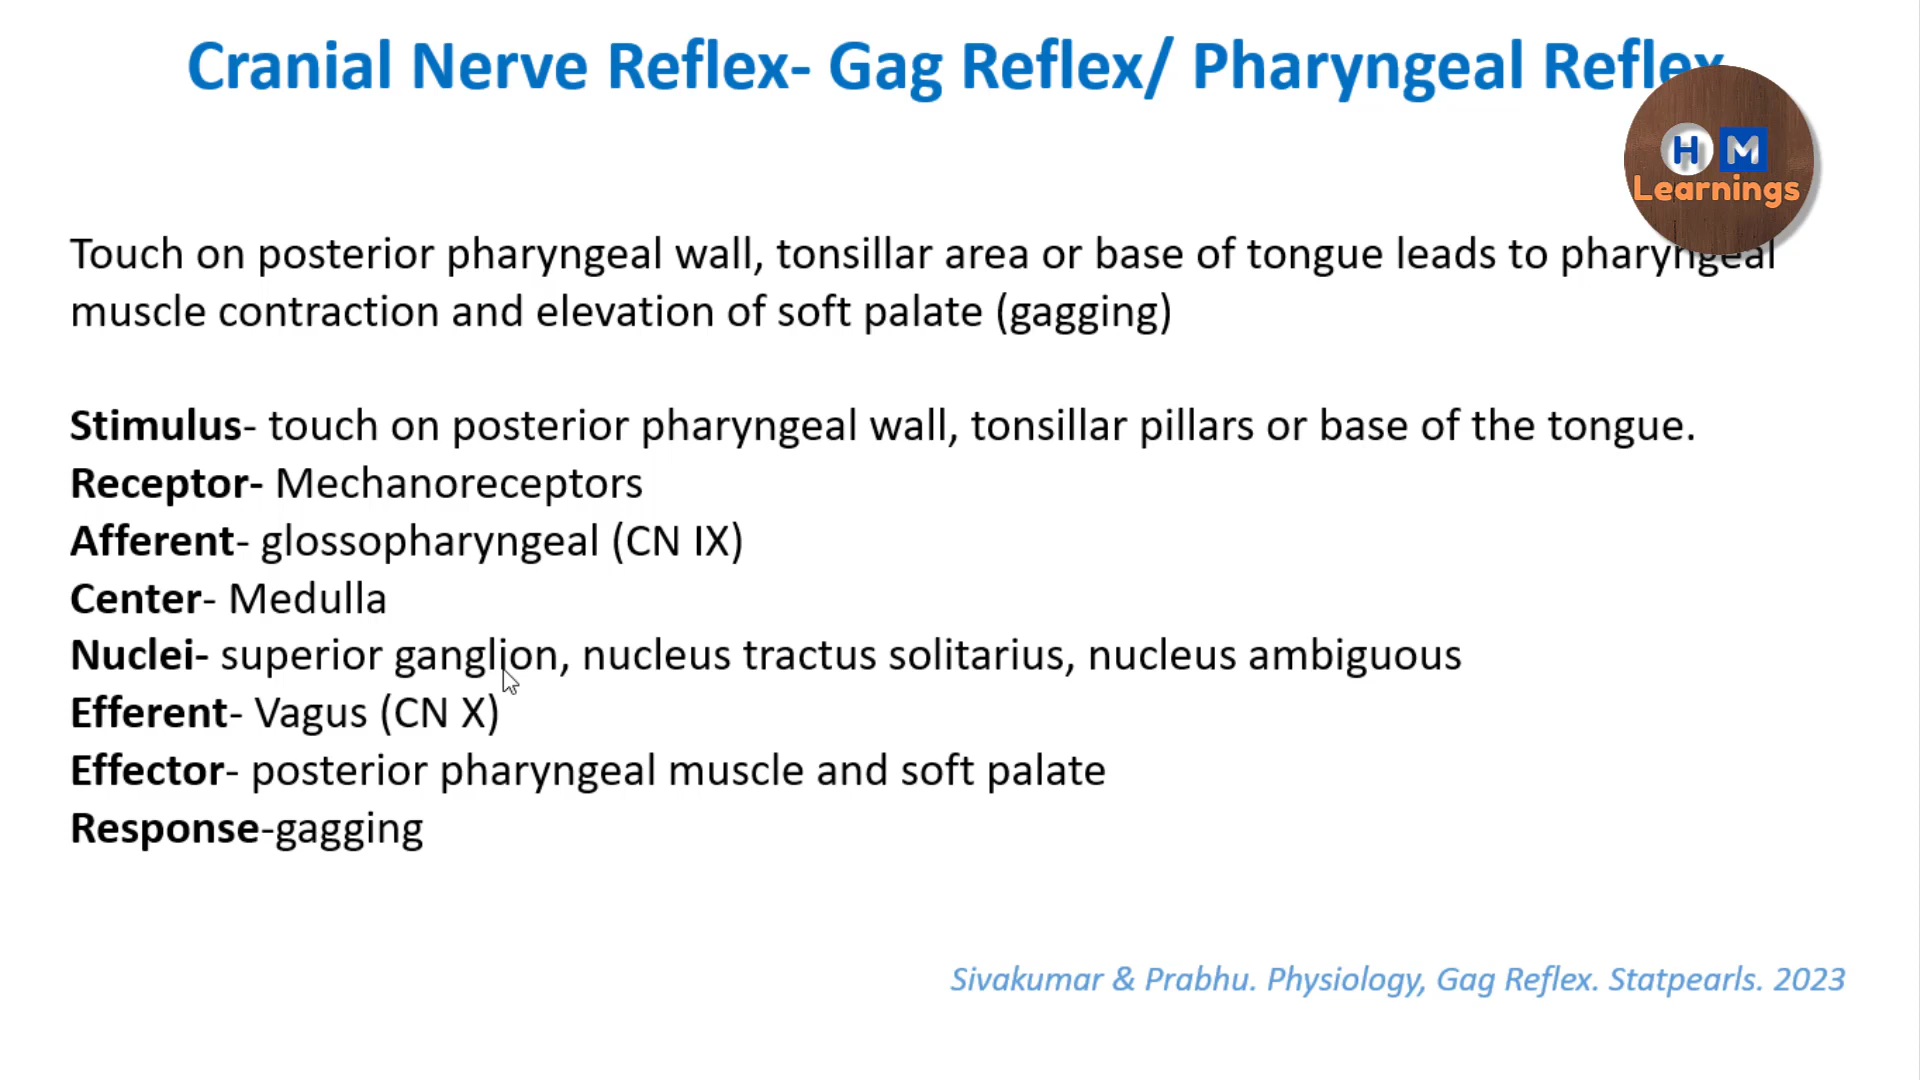 Cranial Nerve Reflex- Gag Reflex/ Pharyngeal Reflex
H M
Learnings
Touch on posterior pharyngeal wall, tonsillar area or base of tongue leads to pharyngeal
muscle contraction and elevation of soft palate (gagging)
Stimulus- touch on posterior pharyngeal wall, tonsillar pillars or base of the tongue.
Receptor- Mechanoreceptors
Afferent- glossopharyngeal (CN IX)
Center- Medulla
Nuclei- superior ganglion, nucleus tractus solitarius, nucleus ambiguous
Efferent- Vagus (CN X)
Effector- posterior pharyngeal muscle and soft palate
Response-gagging
Sivakumar & Prabhu. Physiology, Gag Reflex. Statpearls. 2023